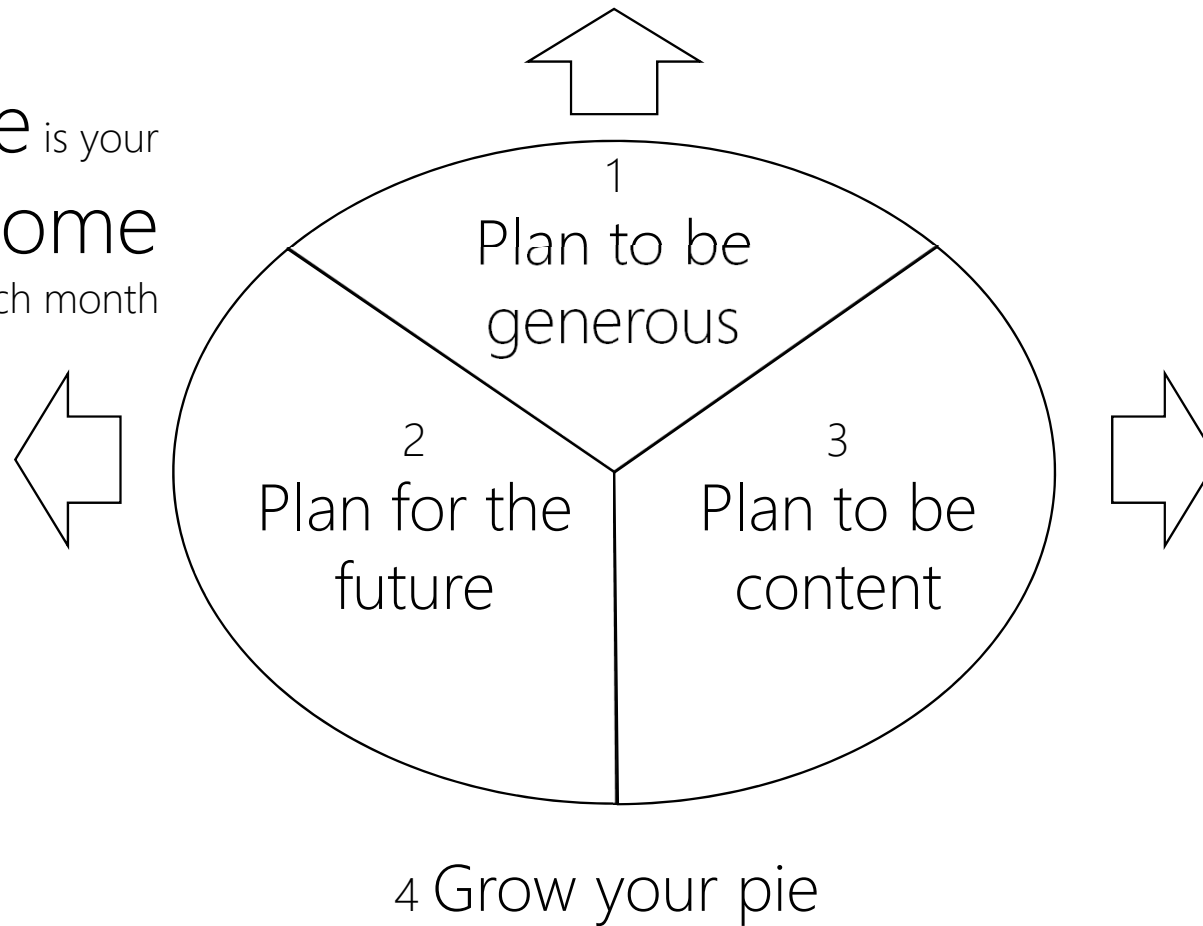 is your
ch month
1
Plan to be
generous
2
Plan for the
future
3
Plan to be
content
4 Grow your pie